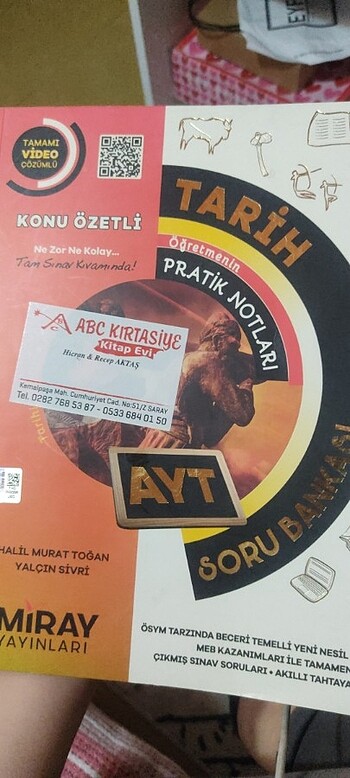 TAMAMI
VİDEO
ÇÖZÜMLÜ
TARİH
KONU ÖZETLİ
Öğretmenin
PRATİK NOTLARI
Ne Zor Ne Kolay...
Tam Sınav Kıvamında!
ABC KIRTASİYE
Kitap Evi
Hicran & Recep AKTAŞ
Kemalpaşa Mah. Cumhuriyet Cad. No:51/Z SARAY
Tel. 0282 768 53 87 - 0533 684 01 50
AYT
SORU BANKASI
HALİL MURAT TOĞAN
YALÇIN SİVRİ
MİRAY
YAYINLARI
ÖSYM TARZINDA BECERİ TEMELLİ YENİ NESİL
MEB KAZANIMLARI İLE TAMAMEN
ÇIKMIŞ SINAV SORULARI • AKILLI TAHTAYA